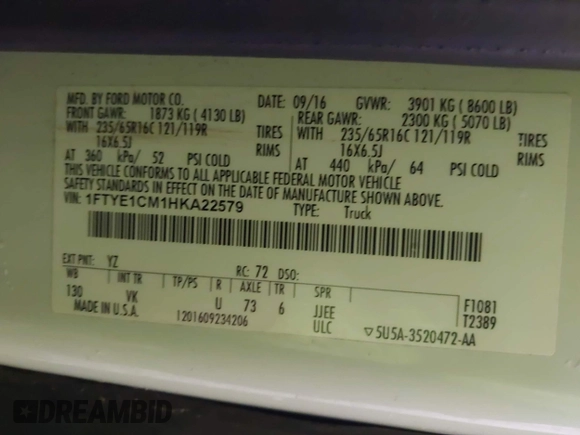 MFD. BY FORD MOTOR CO. DATE: 09/16 GVWR: 3901 KG ( 8600 LB)
FRONT GAWR: 1873 KG ( 4130 LB) REAR GAWR: 2300 KG ( 5070 LB)
WITH 235/65R16C 121/119R TIRES WITH 235/65R16C 121/119R TIRES
16X6.5J RIMS 16X6.5J RIMS
AT 360 kPa/ 52 PSI COLD AT 440 kPa/ 64 PSI COLD
THIS VEHICLE CONFORMS TO ALL APPLICABLE FEDERAL MOTOR VEHICLE
SAFETY STANDARDS IN EFFECT ON THE DATE OF MANUFACTURE SHOWN ABOVE.
VIN: 1FTYE1CM1HKA22579 TYPE: Truck
EXT PNT: YZ RC: 72 DSO:
WB INT TR TP/PS R AXLE TR SPR F1081
130 VK U 73 6 JJEE T2389
MADE IN U.S.A. 1201609234206 ULC ▽5U5A-3520472-AA
DREAMBID